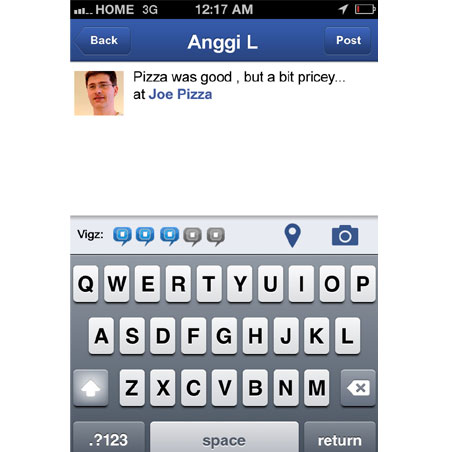 HOME 3G 12:17 AM
Back Anggi L Post
Pizza was good , but a bit pricey...
at Joe Pizza
Vigz:
Q W E R T Y U I O P
A S D F G H J K L
Z X C V B N M
.?123 space return